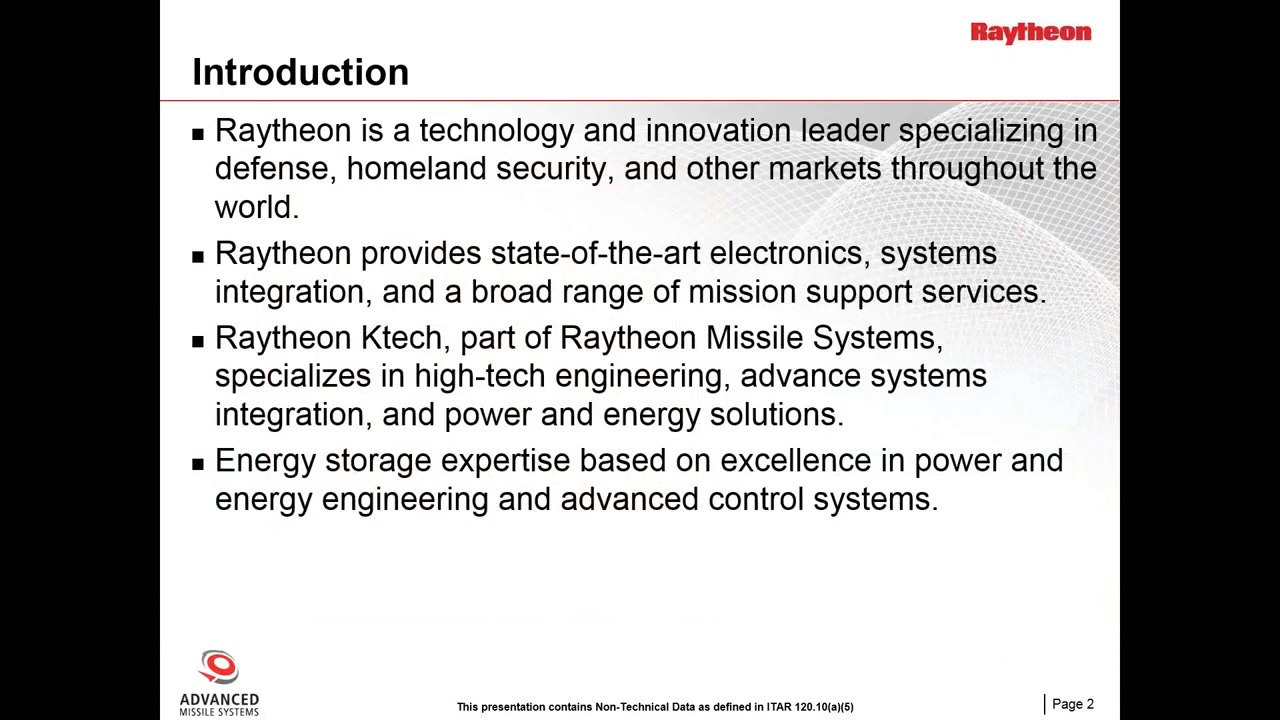 Raytheon
Introduction
▪ Raytheon is a technology and innovation leader specializing in
defense, homeland security, and other markets throughout the
world.
▪ Raytheon provides state-of-the-art electronics, systems
integration, and a broad range of mission support services.
▪ Raytheon Ktech, part of Raytheon Missile Systems,
specializes in high-tech engineering, advance systems
integration, and power and energy solutions.
▪ Energy storage expertise based on excellence in power and
energy engineering and advanced control systems.
ADVANCED
MISSILE SYSTEMS
This presentation contains Non-Technical Data as defined in ITAR 120.10(a)(5)
Page 2